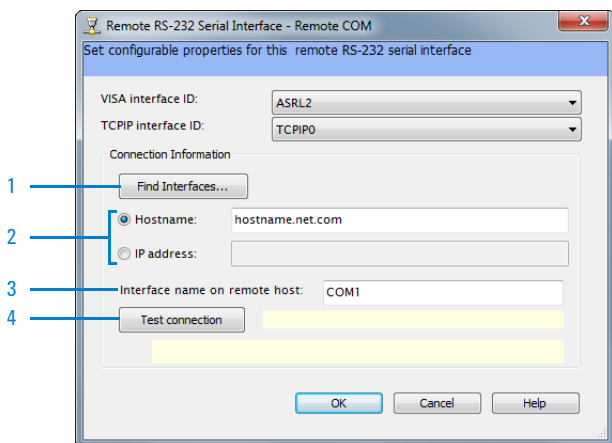 Remote RS-232 Serial Interface - Remote COM
Set configurable properties for this remote RS-232 serial interface
VISA interface ID: ASRL2
TCPIP interface ID: TCPIP0
Connection Information
1 Find Interfaces...
2 Hostname: hostname.net.com
IP address:
3 Interface name on remote host: COM1
4 Test connection
OK Cancel Help